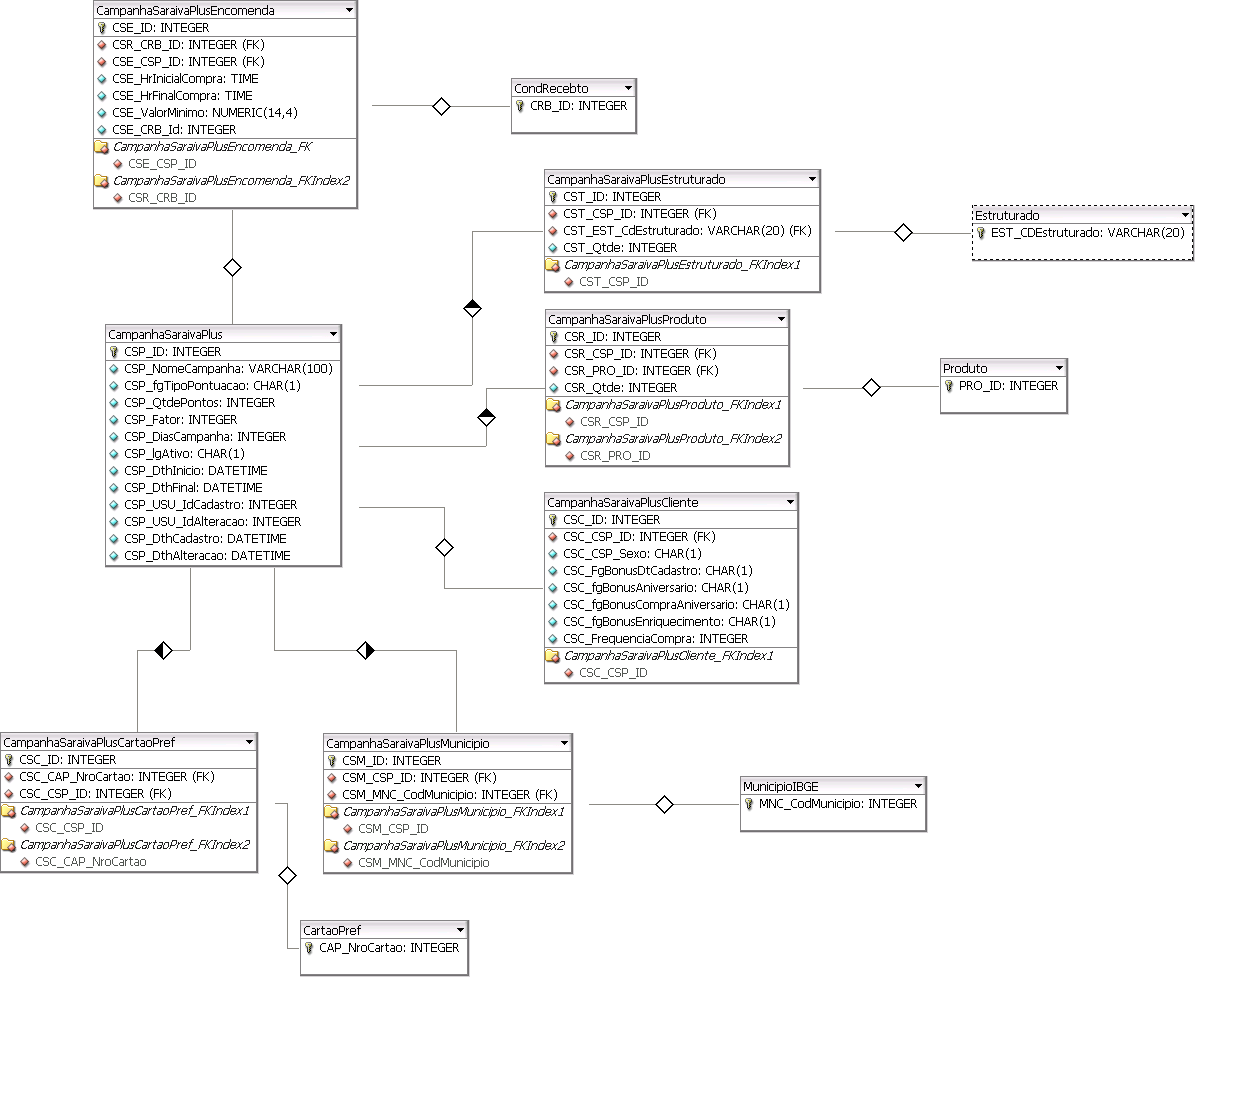 CampanhaSaraivaPlusEncomenda
CSE_ID: INTEGER
CSR_CRB_ID: INTEGER (FK)
CSE_CSP_ID: INTEGER (FK)
CSE_HrInicialCompra: TIME
CSE_HrFinalCompra: TIME
CSE_ValorMinimo: NUMERIC(14,4)
CSE_CRB_Id: INTEGER
CampanhaSaraivaPlusEncomenda_FK
CSE_CSP_ID
CampanhaSaraivaPlusEncomenda_FKIndex2
CSR_CRB_ID
CondRecebto
CRB_ID: INTEGER
CampanhaSaraivaPlusEstruturado
CST_ID: INTEGER
CST_CSP_ID: INTEGER (FK)
CST_EST_CdEstruturado: VARCHAR(20) (FK)
CST_Qtde: INTEGER
CampanhaSaraivaPlusEstruturado_FKIndex1
CST_CSP_ID
Estruturado
EST_CDEstruturado: VARCHAR(20)
CampanhaSaraivaPlus
CSP_ID: INTEGER
CSP_NomeCampanha: VARCHAR(100)
CSP_fgTipoPontuacao: CHAR(1)
CSP_QtdePontos: INTEGER
CSP_Fator: INTEGER
CSP_DiasCampanha: INTEGER
CSP_lgAtivo: CHAR(1)
CSP_DthInicio: DATETIME
CSP_DthFinal: DATETIME
CSP_USU_IdCadastro: INTEGER
CSP_USU_IdAlteracao: INTEGER
CSP_DthCadastro: DATETIME
CSP_DthAlteracao: DATETIME
CampanhaSaraivaPlusProduto
CSR_ID: INTEGER
CSR_CSP_ID: INTEGER (FK)
CSR_PRO_ID: INTEGER (FK)
CSR_Qtde: INTEGER
CampanhaSaraivaPlusProduto_FKIndex1
CSR_CSP_ID
CampanhaSaraivaPlusProduto_FKIndex2
CSR_PRO_ID
Produto
PRO_ID: INTEGER
CampanhaSaraivaPlusCliente
CSC_ID: INTEGER
CSC_CSP_ID: INTEGER (FK)
CSC_CSP_Sexo: CHAR(1)
CSC_FgBonusDtCadastro: CHAR(1)
CSC_fgBonusAniversario: CHAR(1)
CSC_fgBonusCompraAniversario: CHAR(1)
CSC_fgBonusEnriquecimento: CHAR(1)
CSC_FrequenciaCompra: INTEGER
CampanhaSaraivaPlusCliente_FKIndex1
CSC_CSP_ID
CampanhaSaraivaPlusCartaoPref
CSC_ID: INTEGER
CSC_CAP_NroCartao: INTEGER (FK)
CSC_CSP_ID: INTEGER (FK)
CampanhaSaraivaPlusCartaoPref_FKIndex1
CSC_CSP_ID
CampanhaSaraivaPlusCartaoPref_FKIndex2
CSC_CAP_NroCartao
CampanhaSaraivaPlusMunicipio
CSM_ID: INTEGER
CSM_CSP_ID: INTEGER (FK)
CSM_MNC_CodMunicipio: INTEGER (FK)
CampanhaSaraivaPlusMunicipio_FKIndex1
CSM_CSP_ID
CampanhaSaraivaPlusMunicipio_FKIndex2
CSM_MNC_CodMunicipio
MunicipioIBGE
MNC_CodMunicipio: INTEGER
CartaoPref
CAP_NroCartao: INTEGER